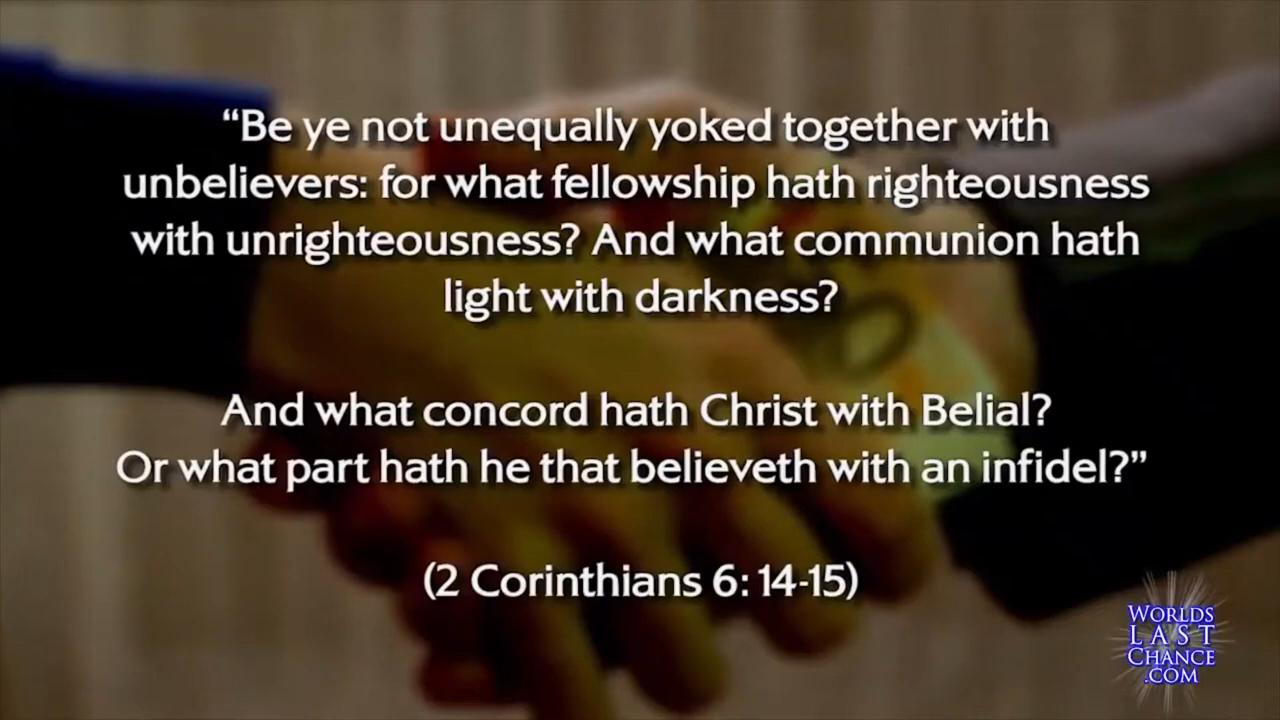 “Be ye not unequally yoked together with
unbelievers: for what fellowship hath righteousness
with unrighteousness? And what communion hath
light with darkness?
And what concord hath Christ with Belial?
Or what part hath he that believeth with an infidel?”
(2 Corinthians 6: 14-15)
WORLDS
LAST
CHANCE
.COM